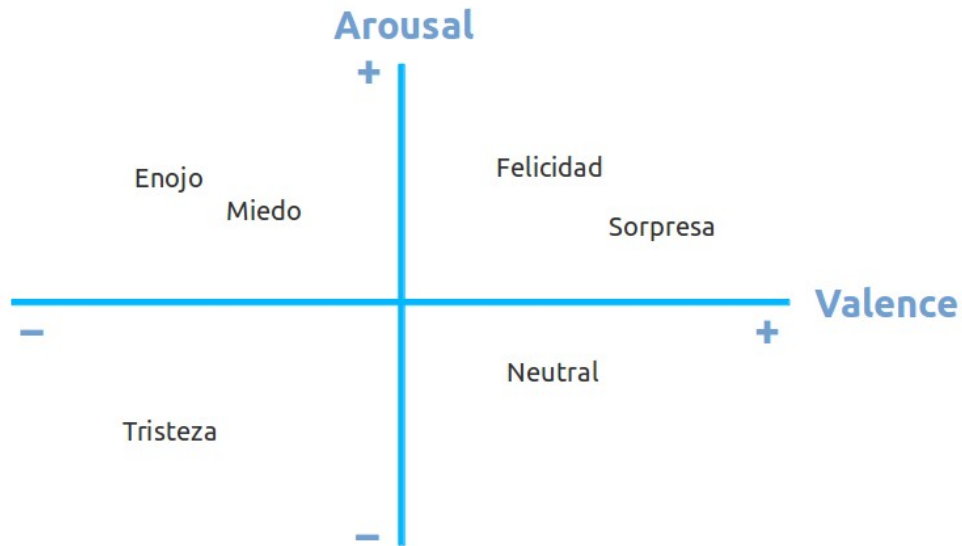 Arousal
+
Felicidad
Enojo
Miedo
Sorpresa
Valence
−
+
Neutral
Tristeza
−